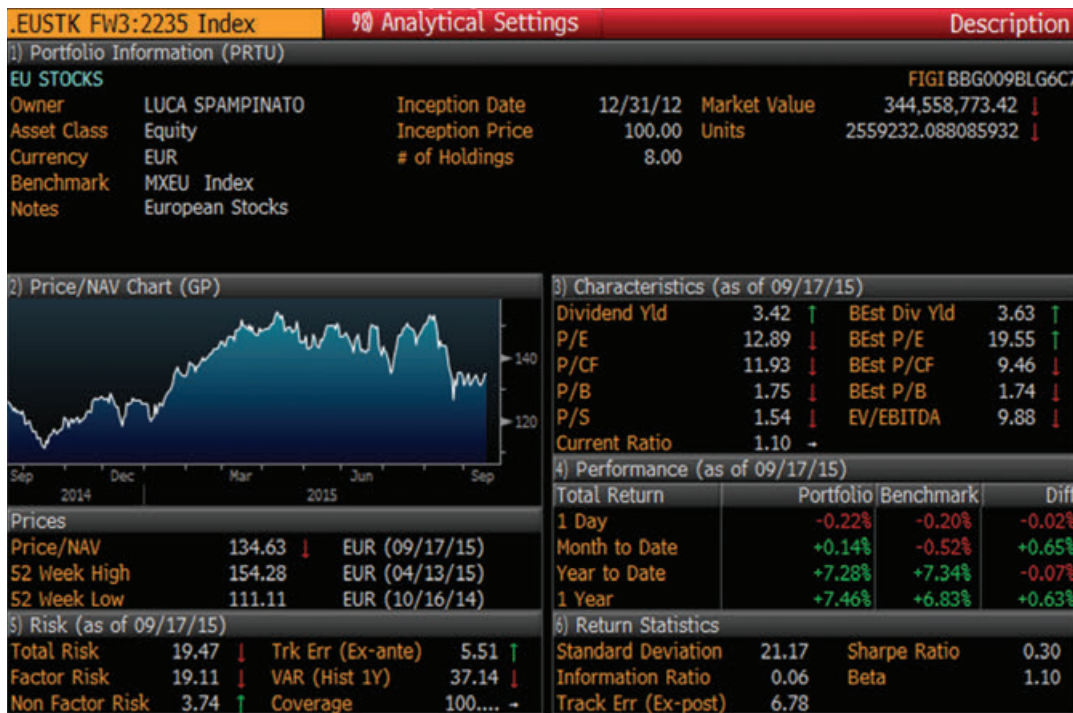 .EUSTK FW3:2235 Index 98) Analytical Settings Description
1) Portfolio Information (PRTU)
EU STOCKS FIGI BBG009BLG6C7
Owner LUCA SPAMPINATO Inception Date 12/31/12 Market Value 344,558,773.42 ↓
Asset Class Equity Inception Price 100.00 Units 2559232.088085932 ↓
Currency EUR # of Holdings 8.00
Benchmark MXEU Index
Notes European Stocks
2) Price/NAV Chart (GP)
140
120
Sep Dec Mar Jun Sep
2014 2015
Prices
Price/NAV 134.63 ↓ EUR (09/17/15)
52 Week High 154.28 EUR (04/13/15)
52 Week Low 111.11 EUR (10/16/14)
5) Risk (as of 09/17/15)
Total Risk 19.47 ↓ Trk Err (Ex-ante) 5.51 ↑
Factor Risk 19.11 ↓ VAR (Hist 1Y) 37.14 ↓
Non Factor Risk 3.74 ↑ Coverage 100.... →
3) Characteristics (as of 09/17/15)
Dividend Yld 3.42 ↑ BEst Div Yld 3.63 ↑
P/E 12.89 ↓ BEst P/E 19.55 ↑
P/CF 11.93 ↓ BEst P/CF 9.46 ↓
P/B 1.75 ↓ BEst P/B 1.74 ↓
P/S 1.54 ↓ EV/EBITDA 9.88 ↓
Current Ratio 1.10 →
4) Performance (as of 09/17/15)
Total Return Portfolio Benchmark Diff
1 Day -0.22% -0.20% -0.02%
Month to Date +0.14% -0.52% +0.65%
Year to Date +7.28% +7.34% -0.07%
1 Year +7.46% +6.83% +0.63%
6) Return Statistics
Standard Deviation 21.17 Sharpe Ratio 0.30
Information Ratio 0.06 Beta 1.10
Track Err (Ex-post) 6.78